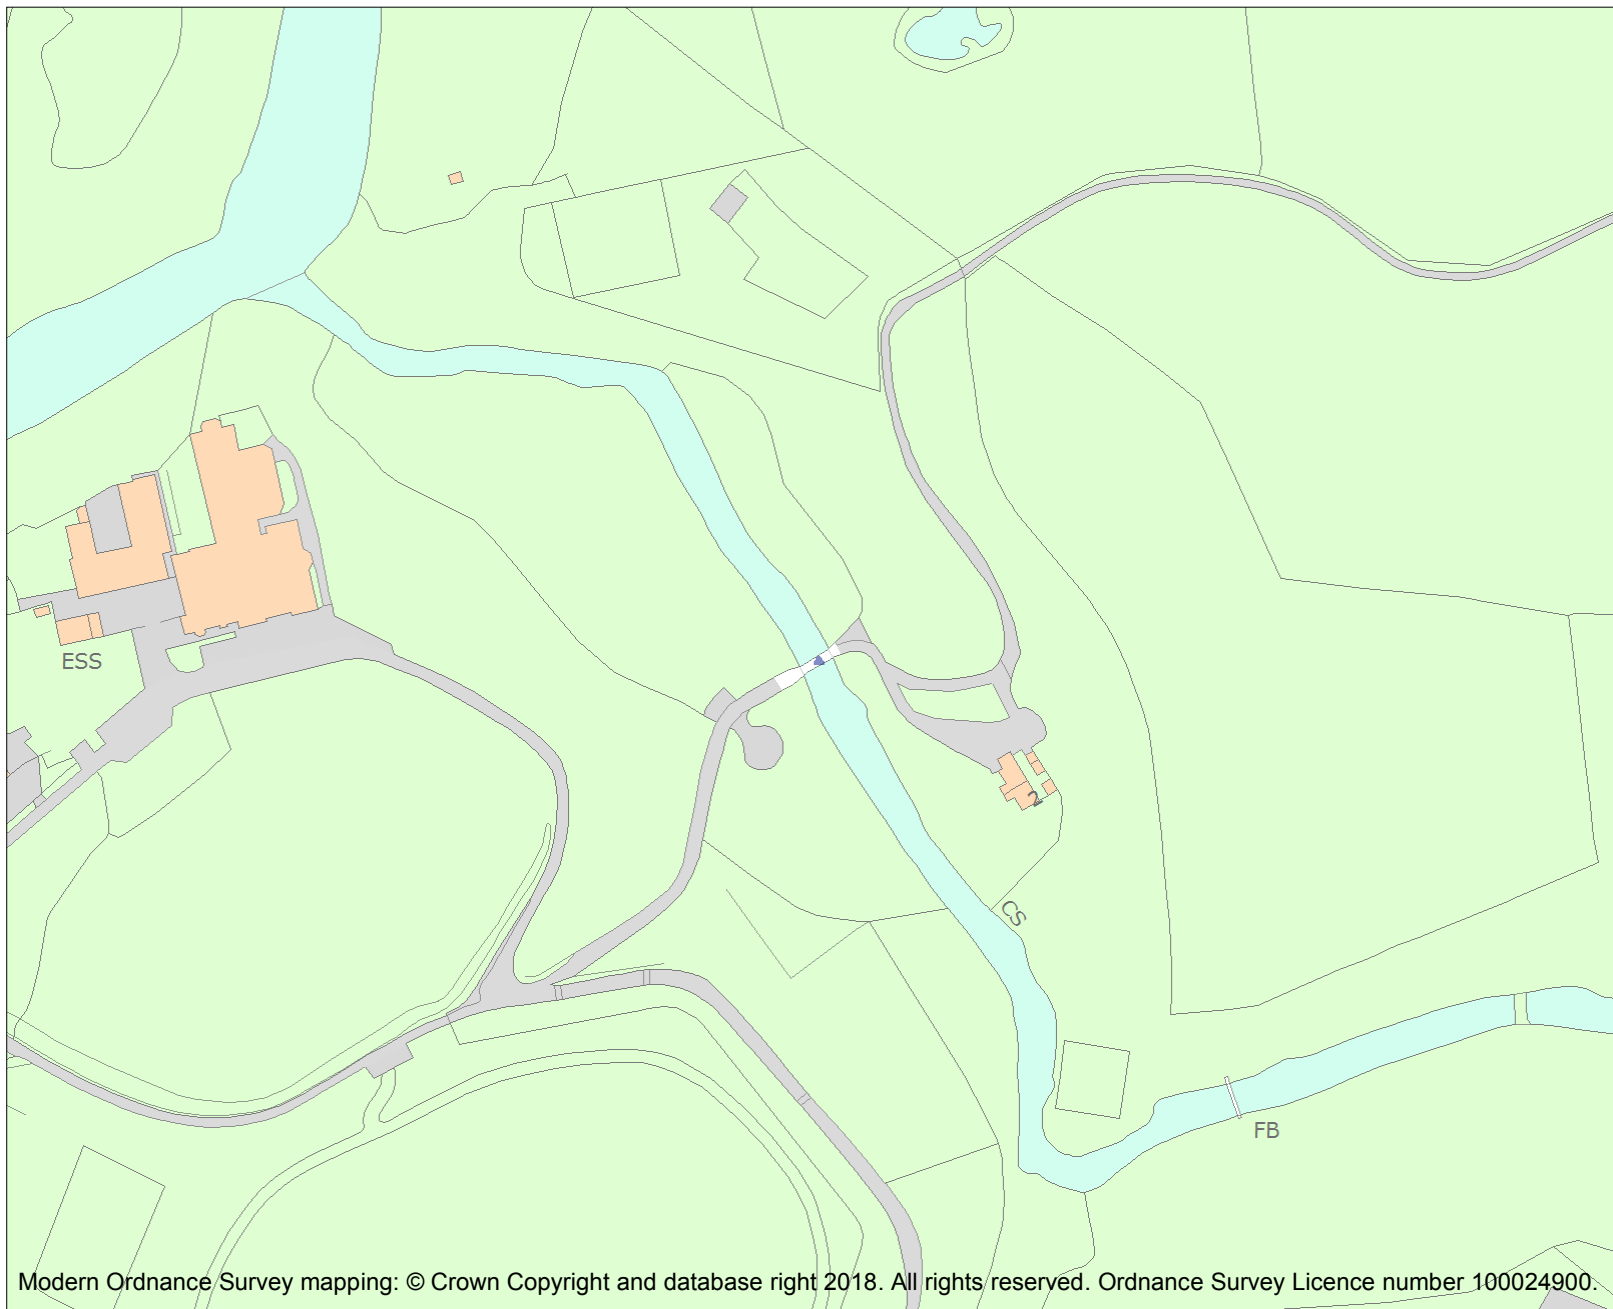 ESS
2
CS
FB
Modern Ordnance Survey mapping: © Crown Copyright and database right 2018. All rights reserved. Ordnance Survey Licence number 100024900.